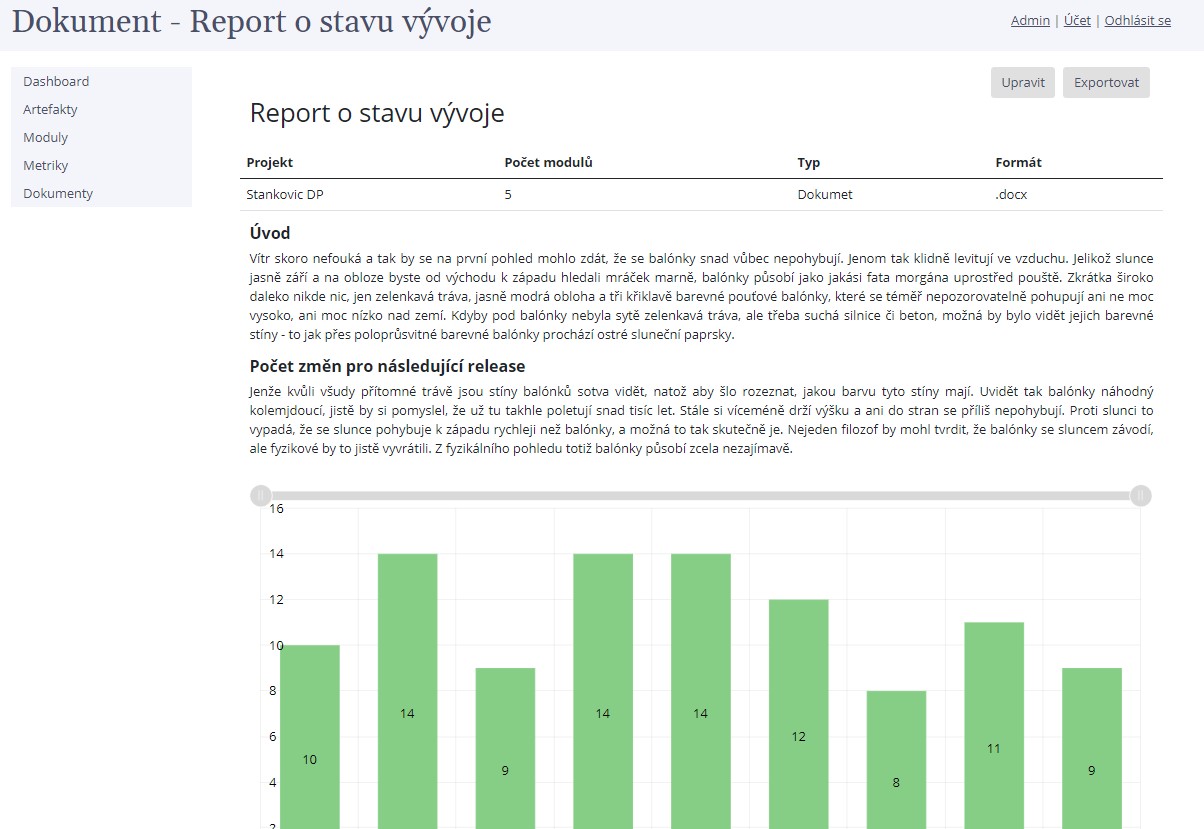 Dokument - Report o stavu vývoje
Admin | Účet | Odhlásit se
Dashboard
Artefakty
Moduly
Metriky
Dokumenty
Upravit Exportovat
Report o stavu vývoje
Projekt Počet modulů Typ Formát
Stankovic DP 5 Dokumet .docx
Úvod
Vítr skoro nefouká a tak by se na první pohled mohlo zdát, že se balónky snad vůbec nepohybují. Jenom tak klidně levitují ve vzduchu. Jelikož slunce
jasně září a na obloze byste od východu k západu hledali mráček marně, balónky působí jako jakási fata morgána uprostřed pouště. Zkrátka široko
daleko nikde nic, jen zelenkavá tráva, jasně modrá obloha a tři křiklavě barevné pouťové balónky, které se téměř nepozorovatelně pohupují ani ne moc
vysoko, ani moc nízko nad zemí. Kdyby pod balónky nebyla sytě zelenkavá tráva, ale třeba suchá silnice či beton, možná by bylo vidět jejich barevné
stíny - to jak přes poloprůsvitné barevné balónky prochází ostré sluneční paprsky.
Počet změn pro následující release
Jenže kvůli všudy přítomné trávě jsou stíny balónků sotva vidět, natož aby šlo rozeznat, jakou barvu tyto stíny mají. Uvidět tak balónky náhodný
kolemjdoucí, jistě by si pomyslel, že už tu takhle poletují snad tisíc let. Stále si víceméně drží výšku a ani do stran se příliš nepohybují. Proti slunci to
vypadá, že se slunce pohybuje k západu rychleji než balónky, a možná to tak skutečně je. Nejeden filozof by mohl tvrdit, že balónky se sluncem závodí,
ale fyzikové by to jistě vyvrátili. Z fyzikálního pohledu totiž balónky působí zcela nezajímavě.
16
14
12
10
8
6
4
2
10
14
9
14
14
12
8
11
9